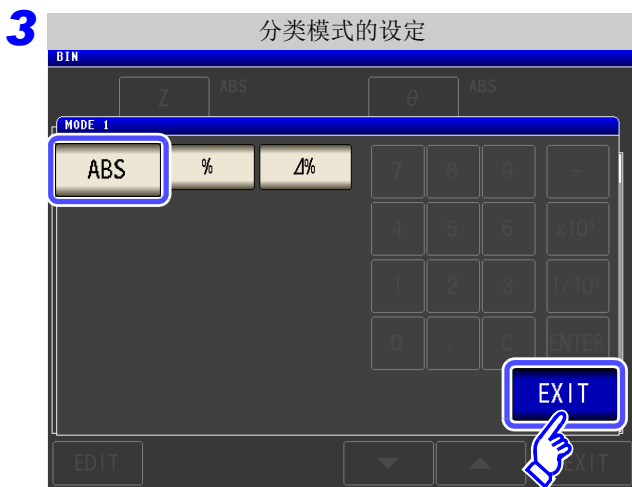 3 分类模式的设定
BIN
Z ABS θ ABS
MODE 1
ABS % Δ% 7 8 9 −
4 5 6 x10³
1 2 3 1/10³
0 . C ENTER
EXIT
EDIT ▼ ▲ EXIT